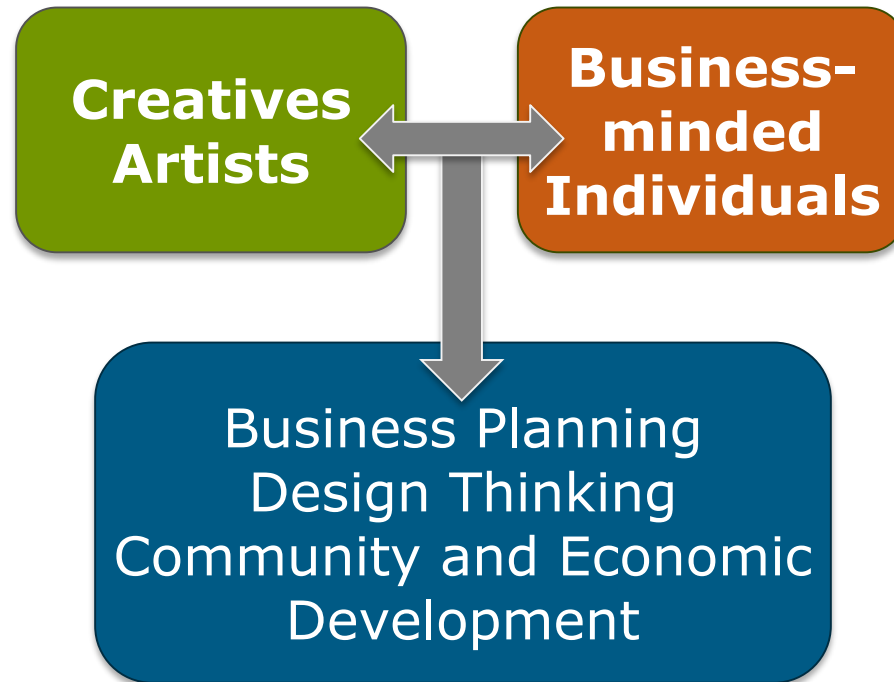 Creatives
Artists
Business-
minded
Individuals
Business Planning
Design Thinking
Community and Economic
Development